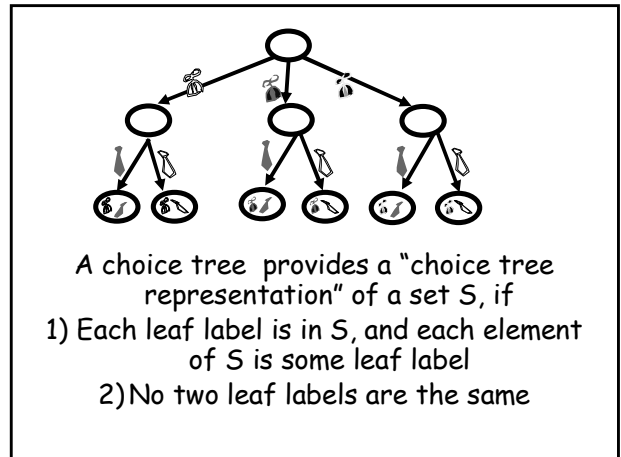 A choice tree provides a “choice tree
representation” of a set S, if
1) Each leaf label is in S, and each element
of S is some leaf label
2) No two leaf labels are the same